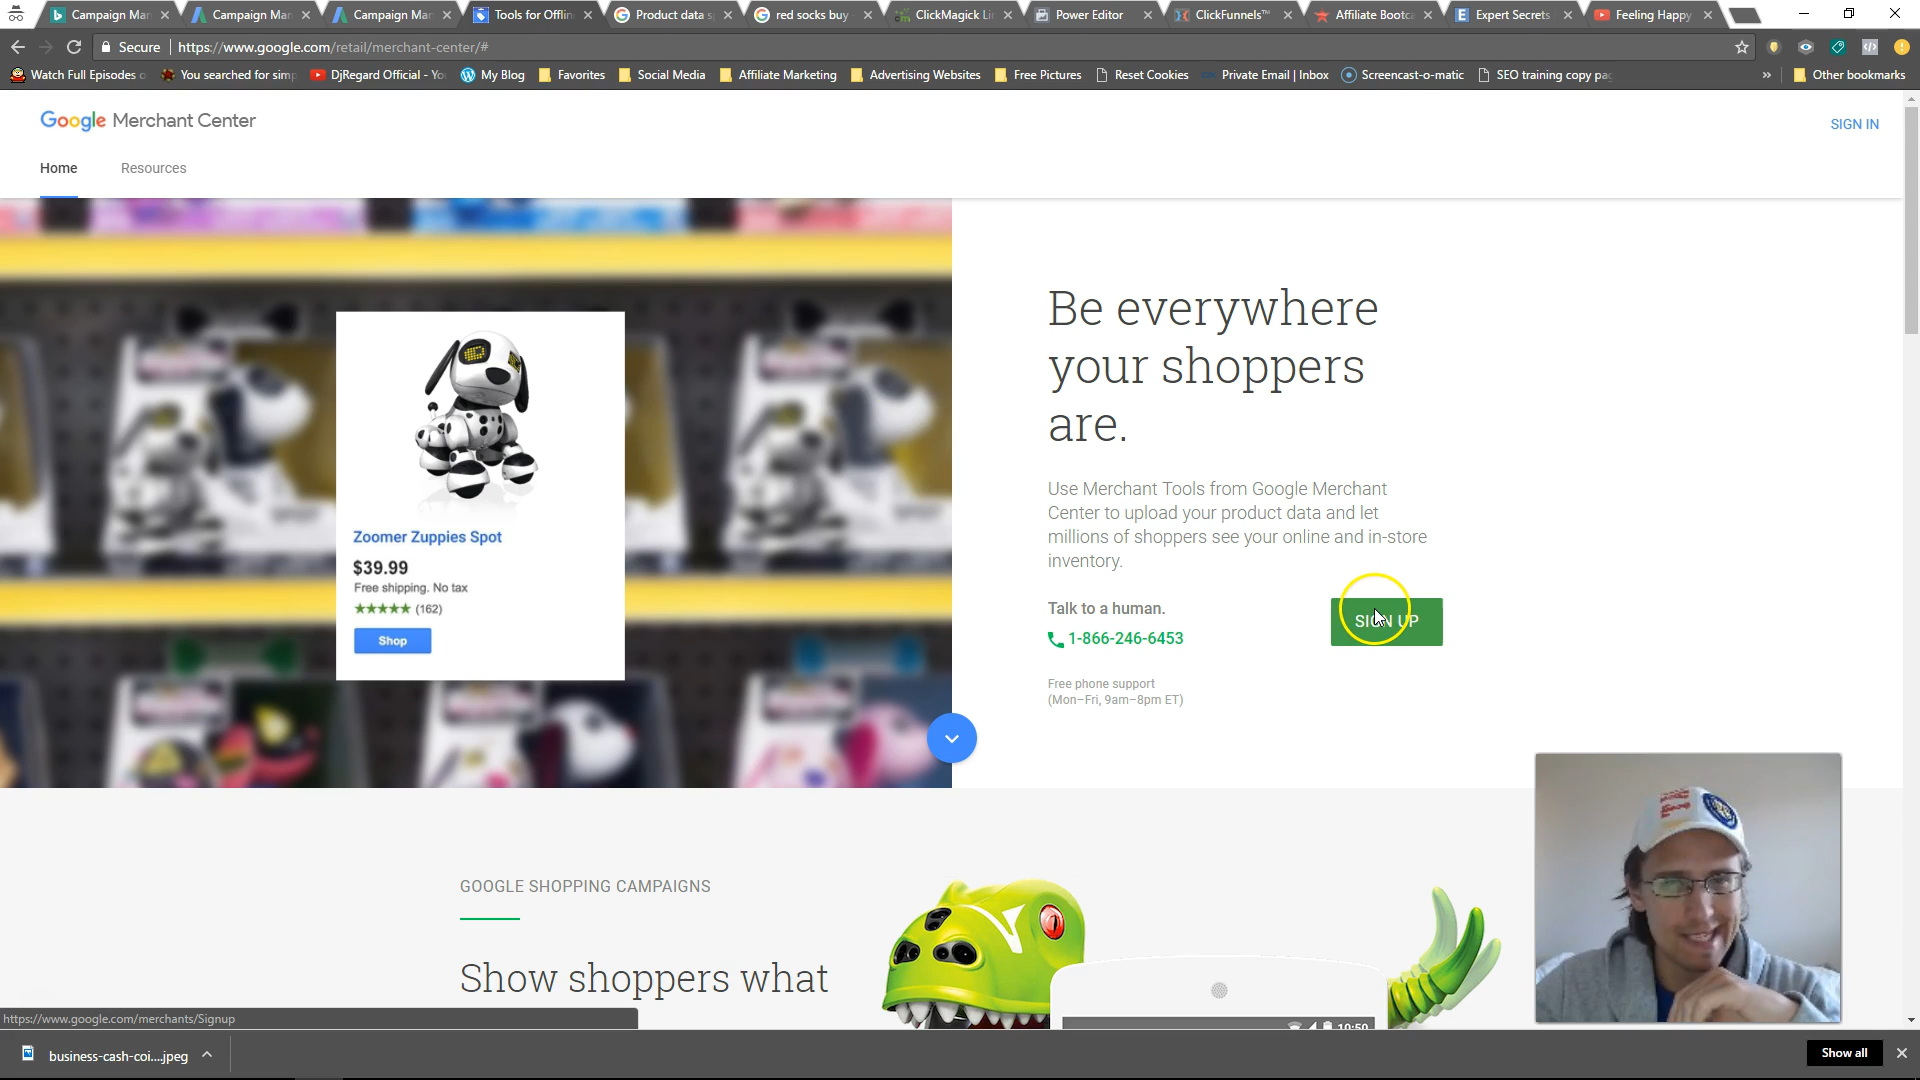 Campaign Mar
Campaign Mar
Campaign Mar
Tools for Offlin
Product data s
red socks buy
ClickMagick Li
Power Editor
ClickFunnels™
Affiliate Bootca
Expert Secrets
Feeling Happy
Secure
https://www.google.com/retail/merchant-center/#
Watch Full Episodes o
You searched for simp
DjRegard Official - Yo
My Blog
Favorites
Social Media
Affiliate Marketing
Advertising Websites
Free Pictures
Reset Cookies
Private Email | Inbox
Screencast-o-matic
SEO training copy pag
»
Other bookmarks
Google Merchant Center
SIGN IN
Home
Resources
Be everywhere
your shoppers
are.
Use Merchant Tools from Google Merchant
Center to upload your product data and let
millions of shoppers see your online and in-store
inventory.
Talk to a human.
1-866-246-6453
SIGN UP
Free phone support
(Mon–Fri, 9am–8pm ET)
Zoomer Zuppies Spot
$39.99
Free shipping. No tax
★★★★★ (162)
Shop
GOOGLE SHOPPING CAMPAIGNS
Show shoppers what
10:50
https://www.google.com/merchants/Signup
business-cash-coi....jpeg
Show all